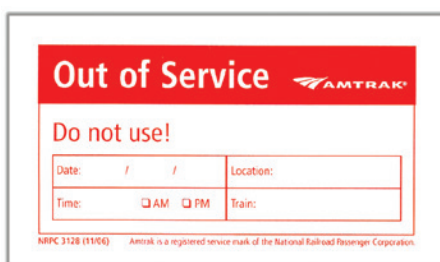 Out of Service AMTRAK®
Do not use!
Date: / / Location:
Time: ❑ AM ❑ PM Train:
NRPC 3128 (11/06) Amtrak is a registered service mark of the National Railroad Passenger Corporation.